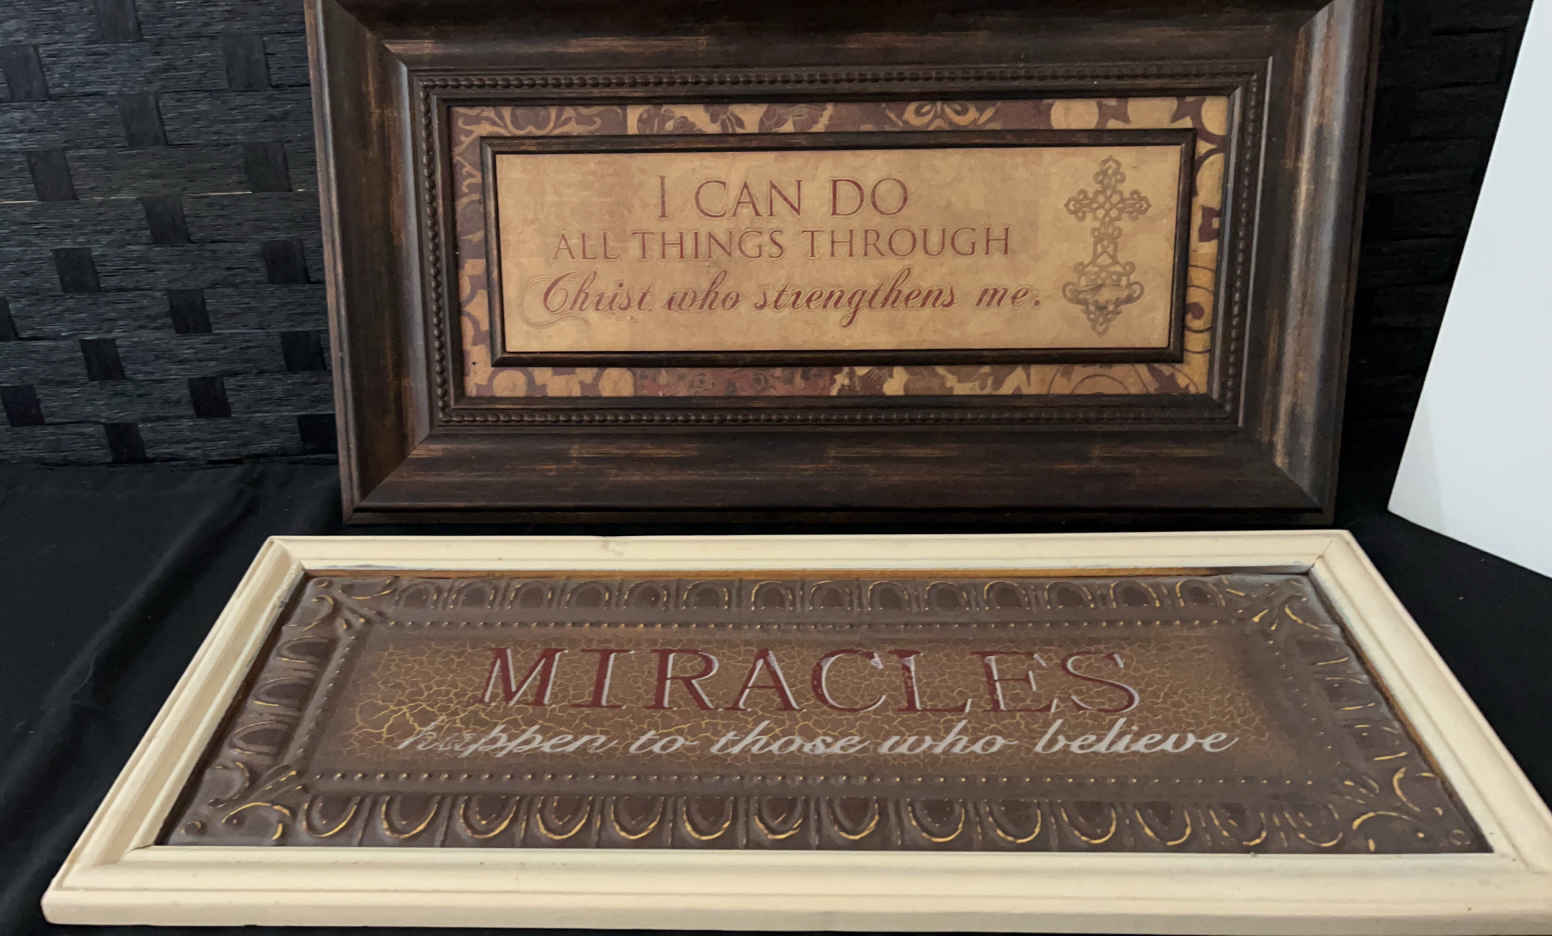 I CAN DO
ALL THINGS THROUGH
Christ who strengthens me.
MIRACLES
happen to those who believe